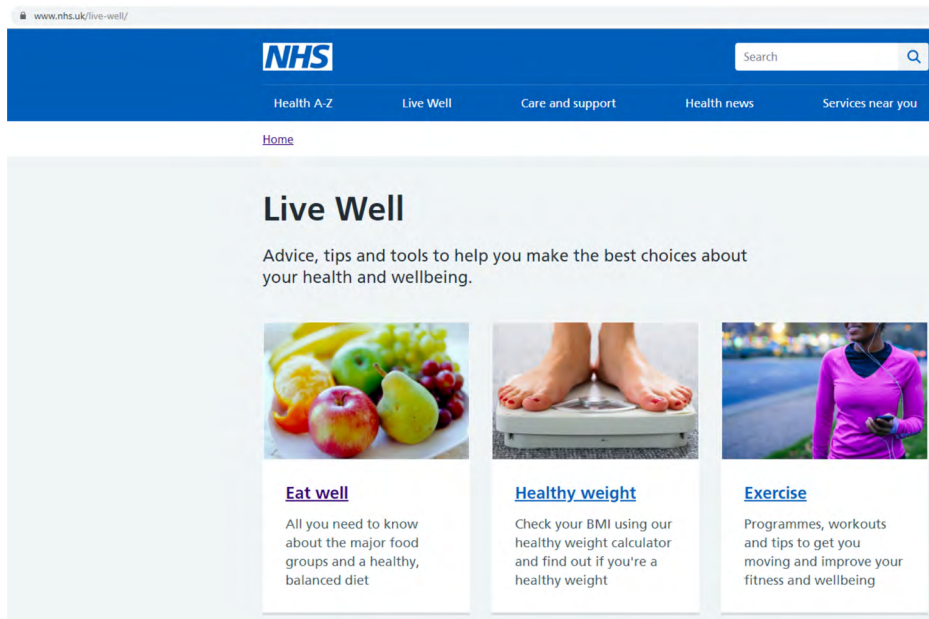 www.nhs.uk/live-well/
NHS
Search
Health A-Z Live Well Care and support Health news Services near you
Home
Live Well
Advice, tips and tools to help you make the best choices about
your health and wellbeing.
Eat well
All you need to know
about the major food
groups and a healthy,
balanced diet
Healthy weight
Check your BMI using our
healthy weight calculator
and find out if you're a
healthy weight
Exercise
Programmes, workouts
and tips to get you
moving and improve your
fitness and wellbeing